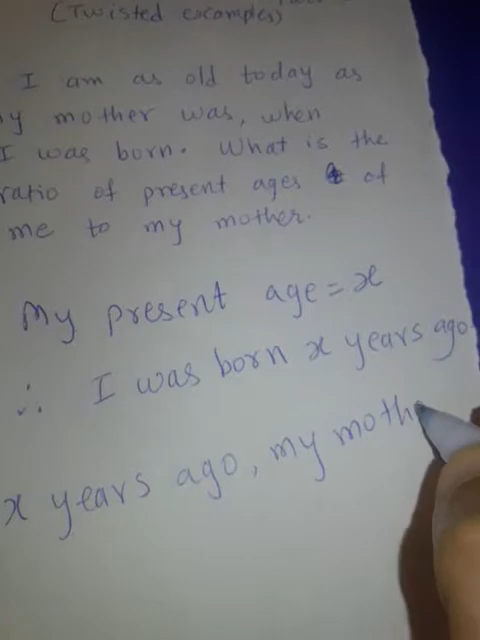 (Twisted examples)
I am as old today as
y mother was, when
I was born. What is the
ratio of present ages of
me to my mother.
My present age = x
∴ I was born x years ago
x years ago, my moth